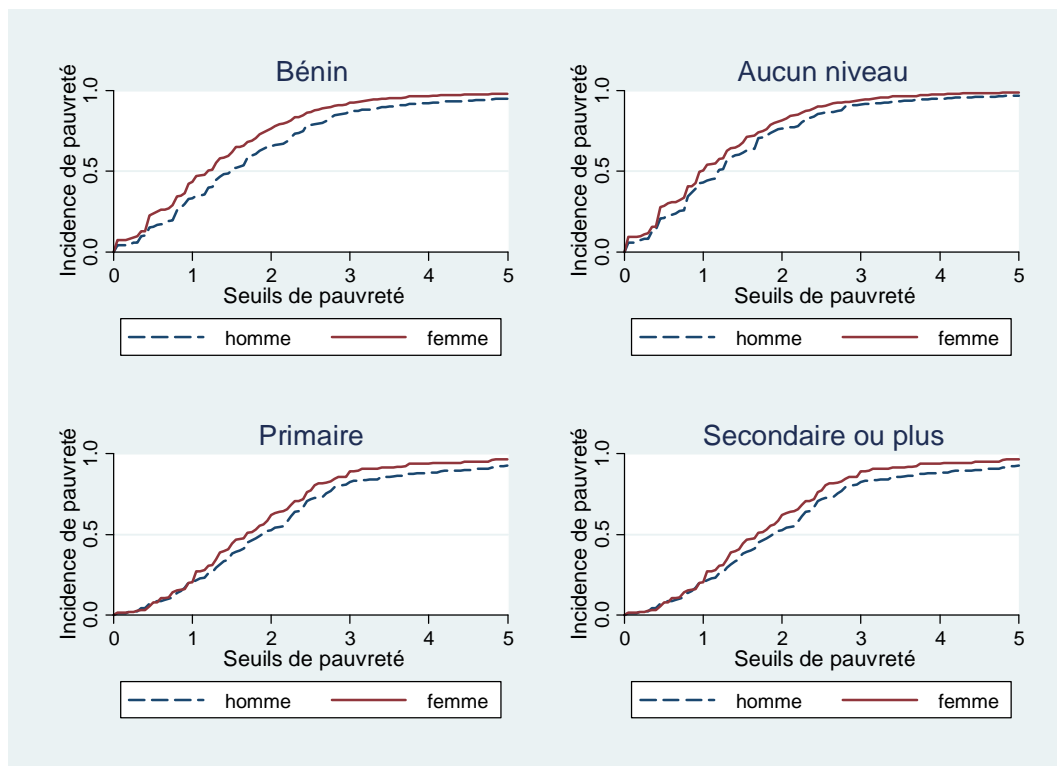 Bénin
Incidence de pauvreté
0.0
0.5
1.0
0 1 2 3 4 5
Seuils de pauvreté
homme femme
Aucun niveau
Incidence de pauvreté
0.0
0.5
1.0
0 1 2 3 4 5
Seuils de pauvreté
homme femme
Primaire
Incidence de pauvreté
0.0
0.5
1.0
0 1 2 3 4 5
Seuils de pauvreté
homme femme
Secondaire ou plus
Incidence de pauvreté
0.0
0.5
1.0
0 1 2 3 4 5
Seuils de pauvreté
homme femme